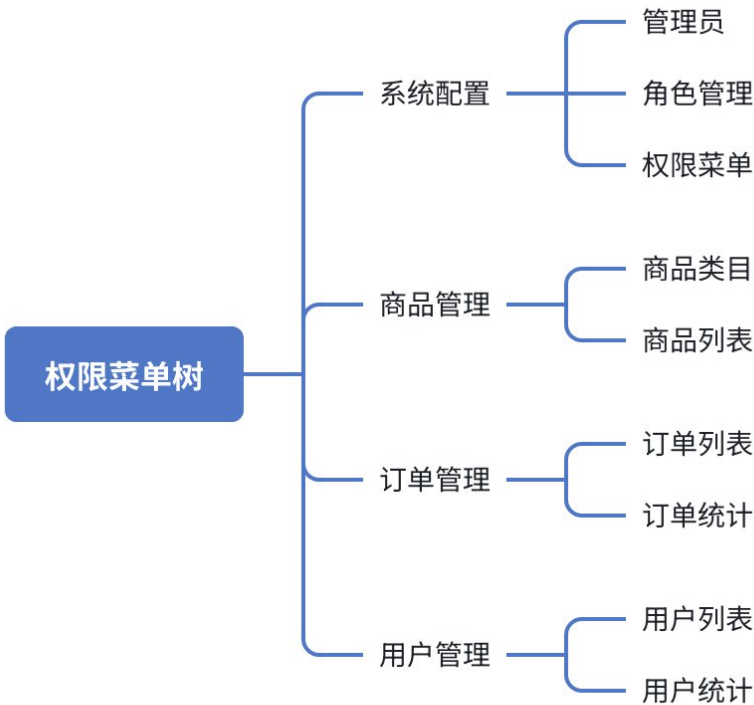 权限菜单树
系统配置
管理员
角色管理
权限菜单
商品管理
商品类目
商品列表
订单管理
订单列表
订单统计
用户管理
用户列表
用户统计